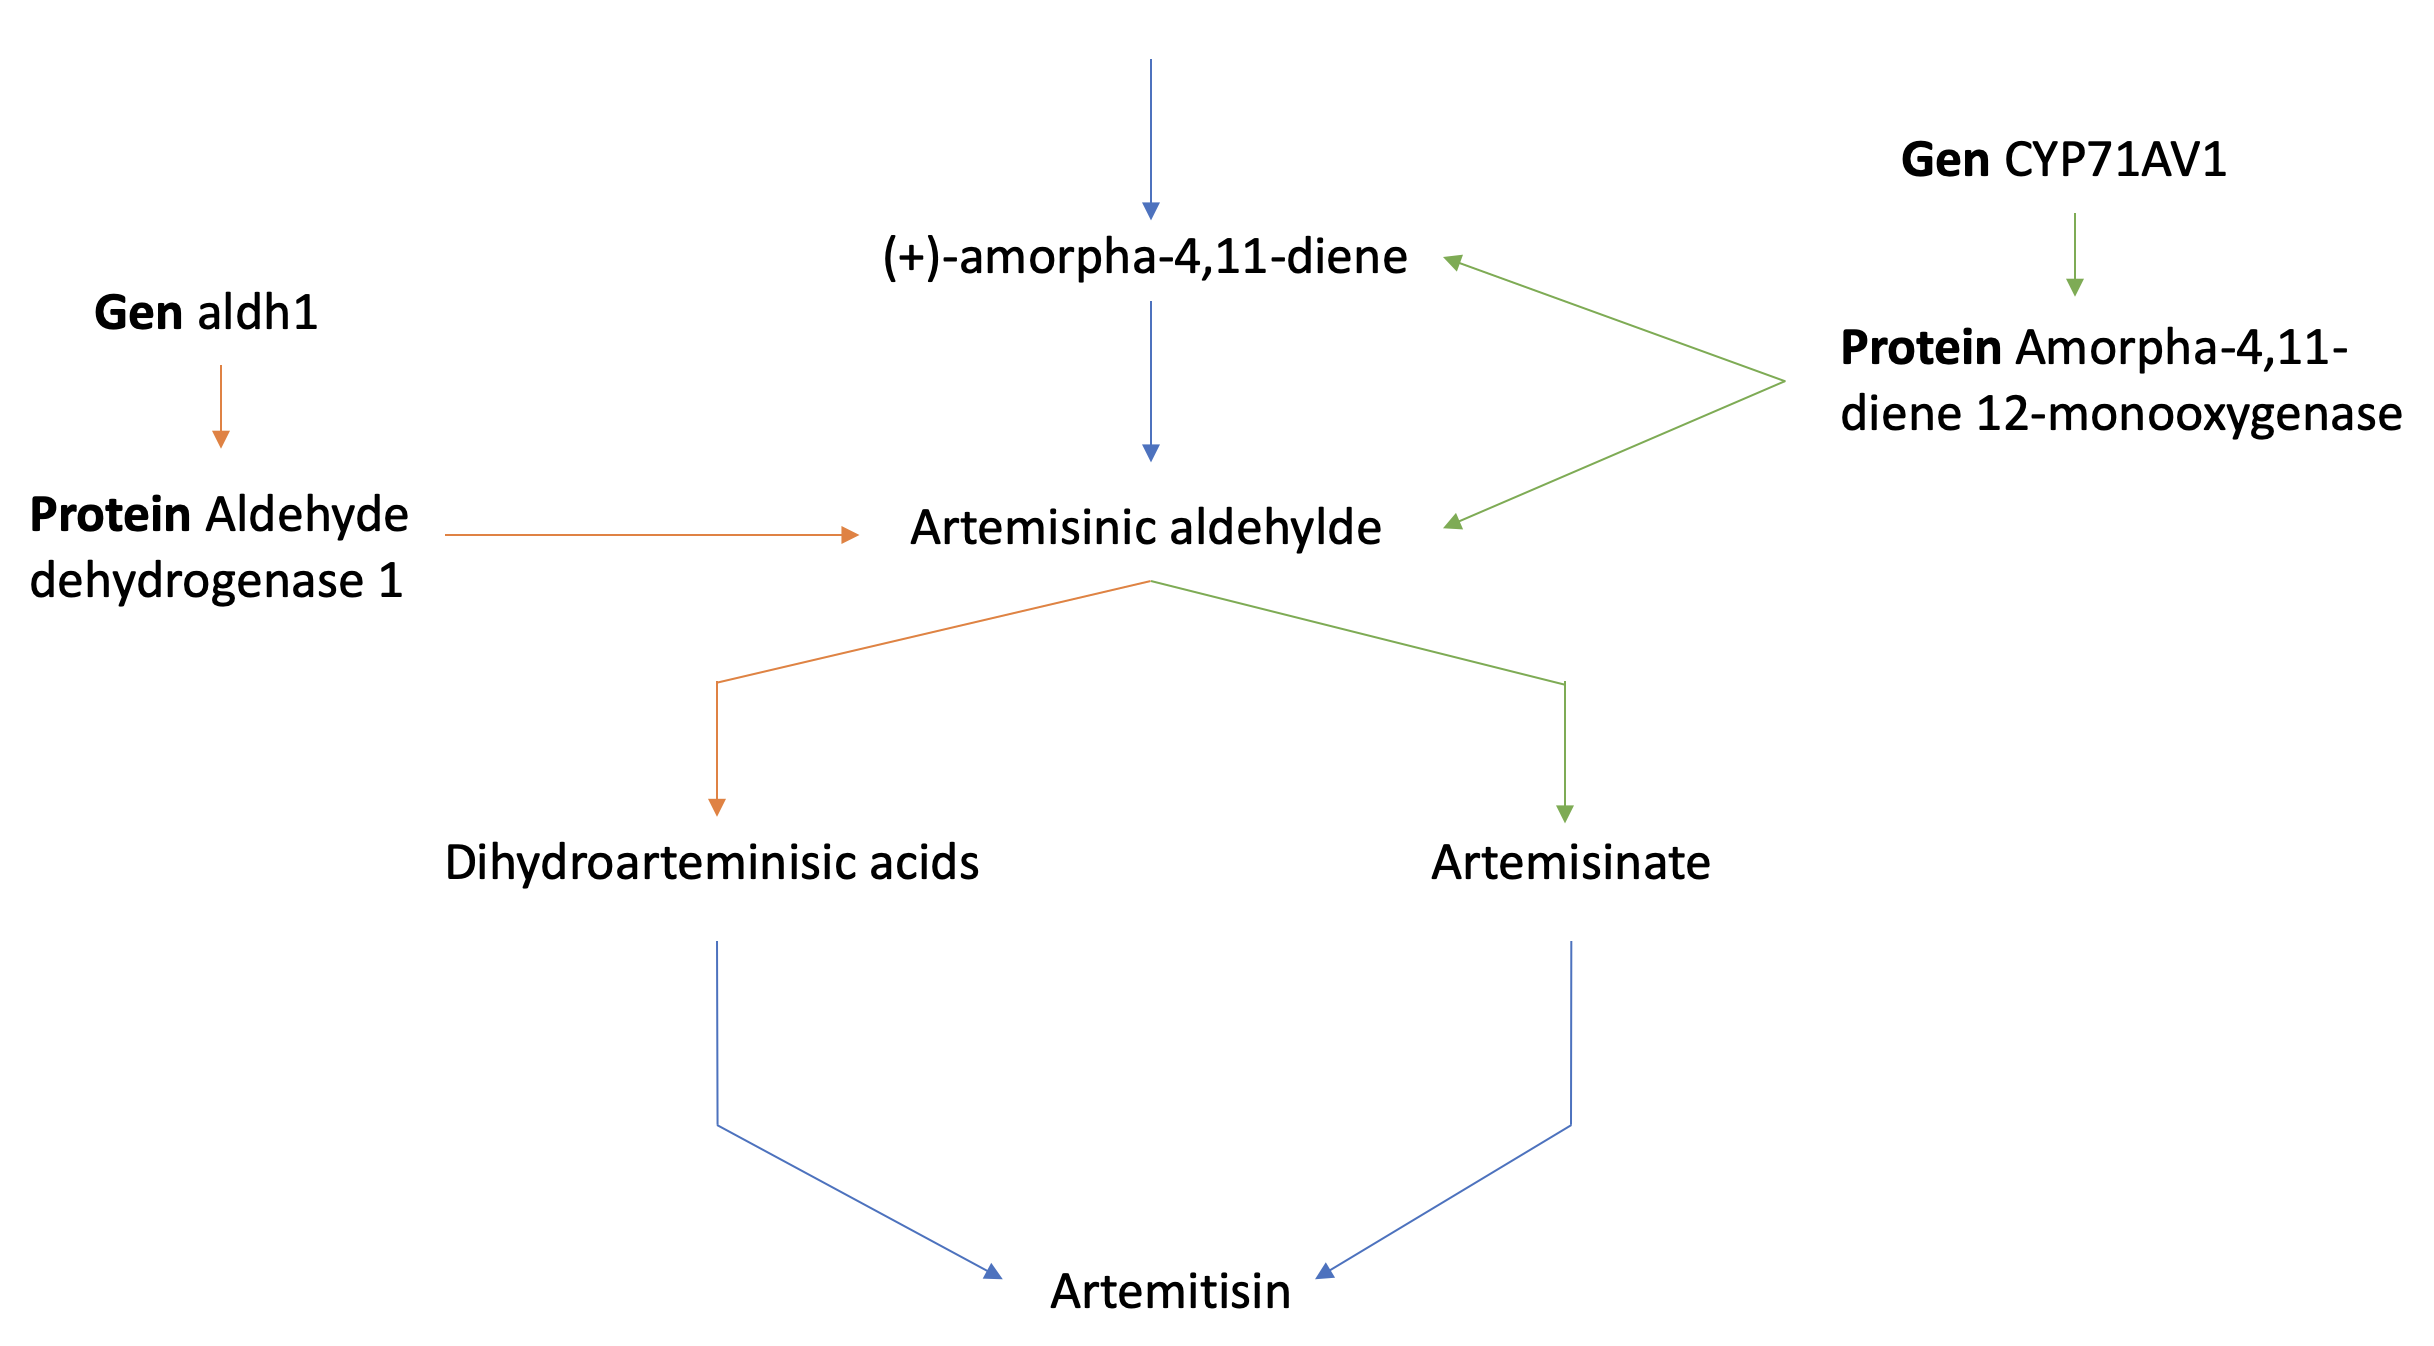 Gen CYP71AV1
(+)-amorpha-4,11-diene
Gen aldh1
Protein Amorpha-4,11-
diene 12-monooxygenase
Protein Aldehyde
dehydrogenase 1
Artemisinic aldehylde
Dihydroarteminisic acids
Artemisinate
Artemitisin